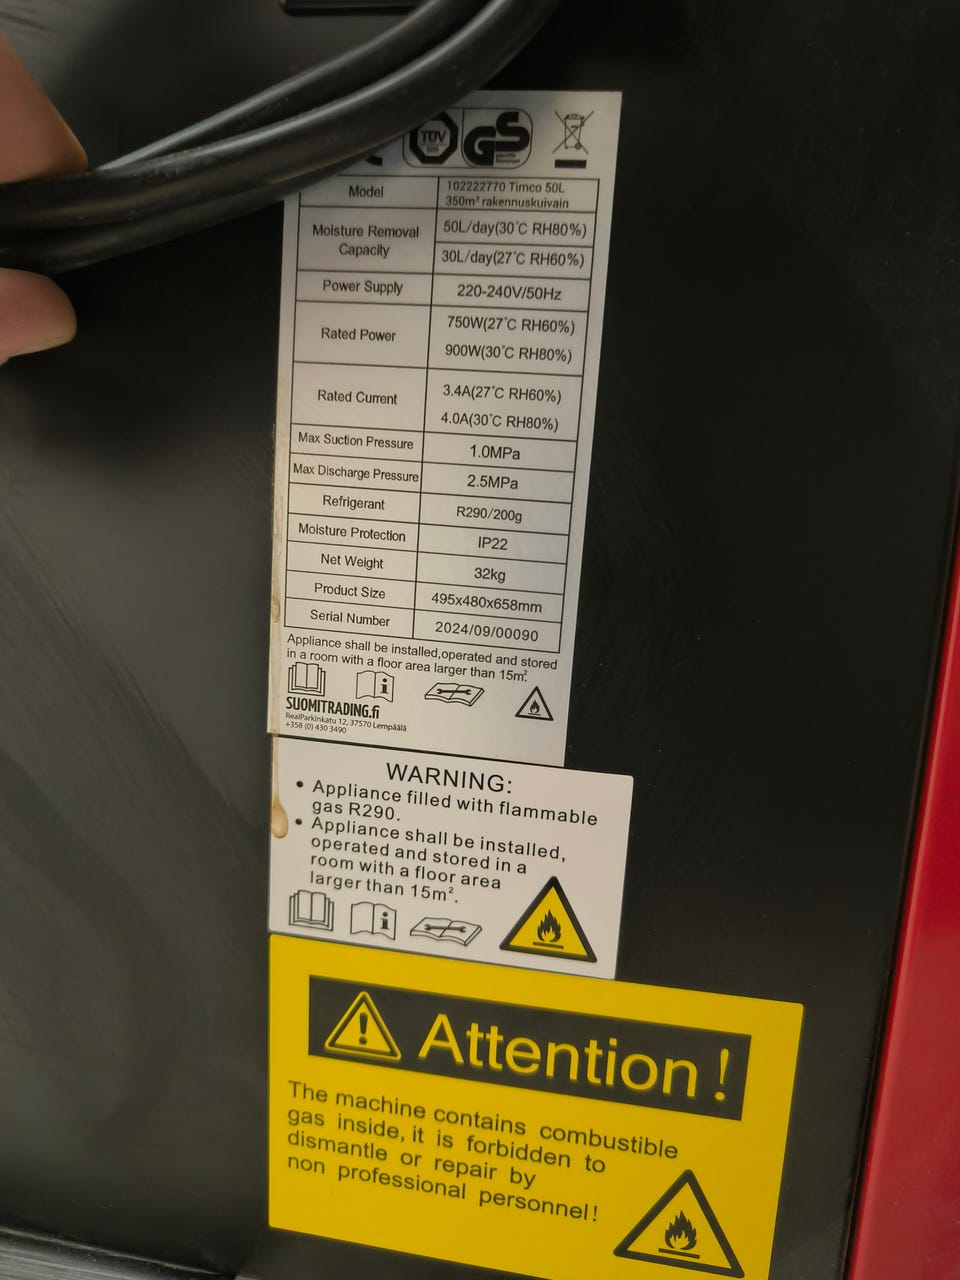 TÜV
SÜD
GS
geprüfte
Sicherheit
Model
102222770 Timco 50L
350m³ rakennuskuivain
Moisture Removal
Capacity
50L/day(30℃ RH80%)
30L/day(27℃ RH60%)
Power Supply
220-240V/50Hz
Rated Power
750W(27℃ RH60%)
900W(30℃ RH80%)
Rated Current
3.4A(27℃ RH60%)
4.0A(30℃ RH80%)
Max Suction Pressure
1.0MPa
Max Discharge Pressure
2.5MPa
Refrigerant
R290/200g
Moisture Protection
IP22
Net Weight
32kg
Product Size
495x480x658mm
Serial Number
2024/09/00090
Appliance shall be installed,operated and stored
in a room with a floor area larger than 15m².
SUOMITRADING.fi
RealParkinkatu 12, 37570 Lempäälä
+358 (0) 430 3490
WARNING:
• Appliance filled with flammable
gas R290.
• Appliance shall be installed,
operated and stored in a
room with a floor area
larger than 15m².
Attention!
The machine contains combustible
gas inside, it is forbidden to
dismantle or repair by
non professional personnel!